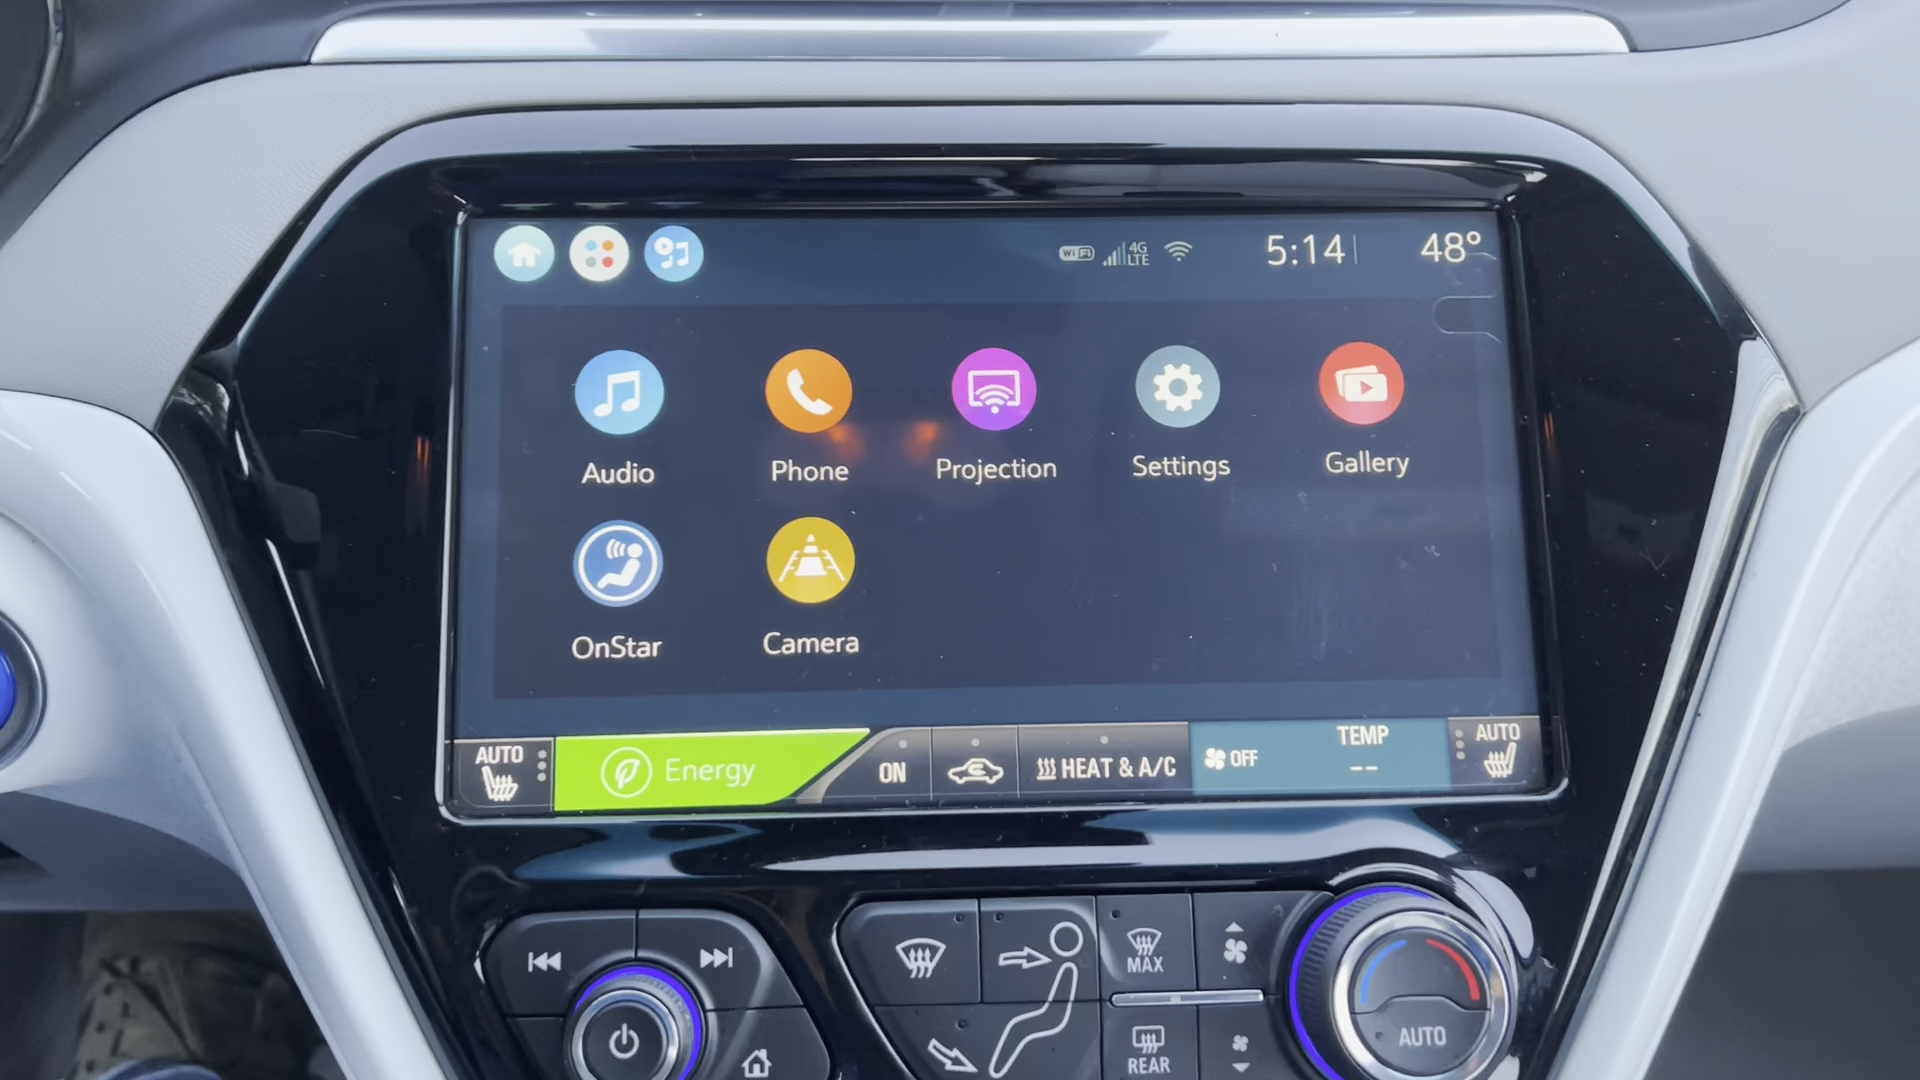 WiFi 4G LTE 5:14 48°
Audio Phone Projection Settings Gallery
OnStar Camera
AUTO Energy ON HEAT & A/C OFF TEMP -- AUTO
MAX
REAR
AUTO